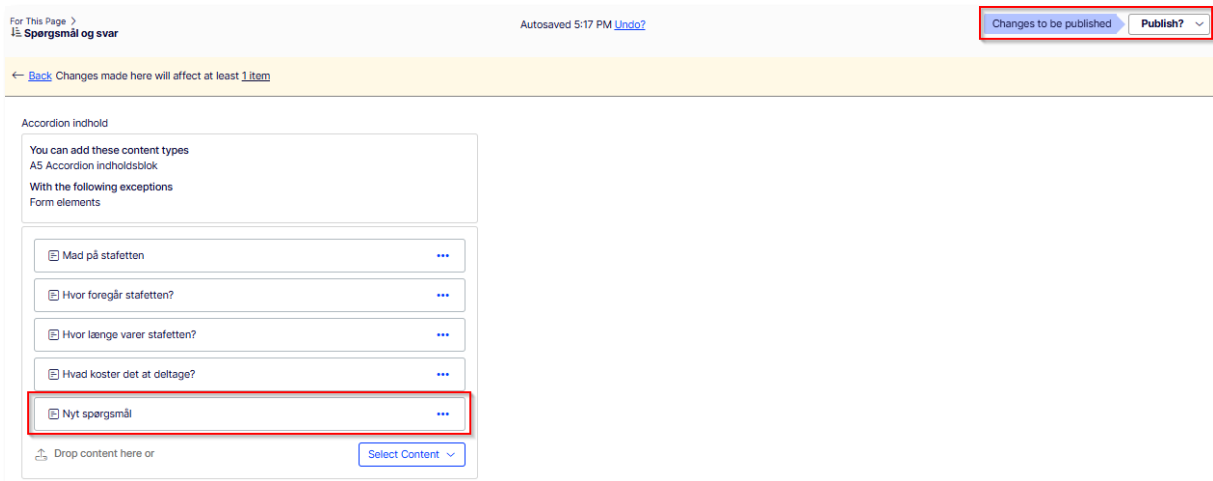 For This Page >
Spørgsmål og svar
Autosaved 5:17 PM Undo?
Changes to be published
Publish?
← Back Changes made here will affect at least 1 item
Accordion indhold
You can add these content types
A5 Accordion indholdsblok
With the following exceptions
Form elements
Mad på stafetten
Hvor foregår stafetten?
Hvor længe varer stafetten?
Hvad koster det at deltage?
Nyt spørgsmål
Drop content here or
Select Content